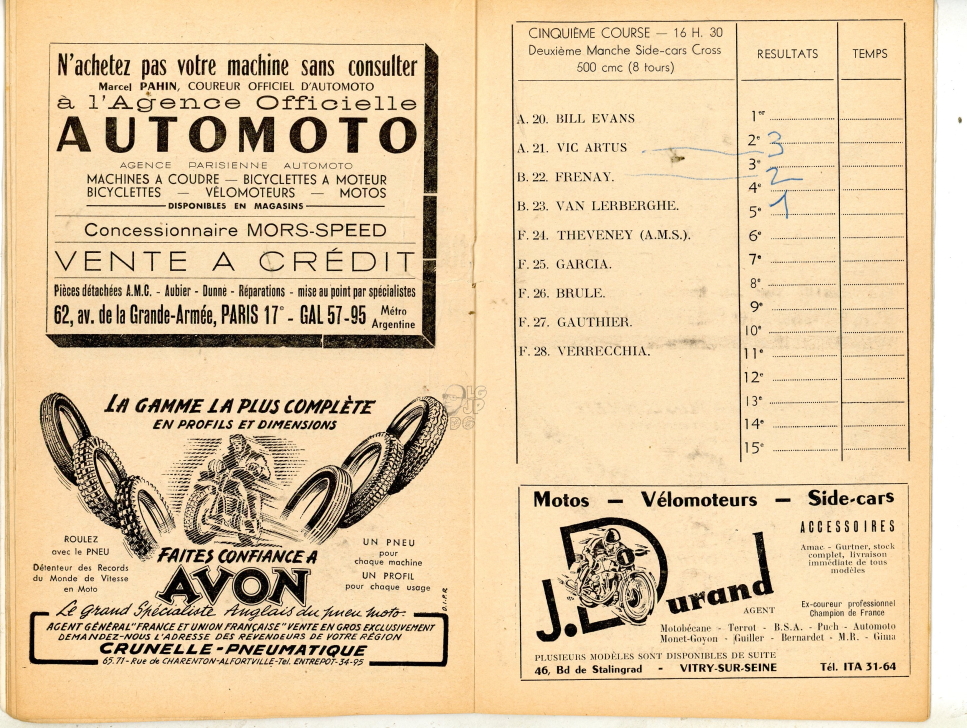 N'achetez pas votre machine sans consulter
Marcel PAHIN, COUREUR OFFICIEL D'AUTOMOTO
à l'Agence Officielle
AUTOMOTO
AGENCE PARISIENNE AUTOMOTO
MACHINES A COUDRE — BICYCLETTES A MOTEUR
BICYCLETTES — VÉLOMOTEURS — MOTOS
DISPONIBLES EN MAGASINS
Concessionnaire MORS-SPEED
VENTE A CRÉDIT
Pièces détachées A.M.C. - Aubier - Dunne - Réparations - mise au point par spécialistes
62, av. de la Grande-Armée, PARIS 17° - GAL 57-95 Métro Argentine
LA GAMME LA PLUS COMPLÈTE
EN PROFILS ET DIMENSIONS
ROULEZ
avec le PNEU
Détenteur des Records
du Monde de Vitesse
en Moto
UN PNEU
pour
chaque machine
UN PROFIL
pour chaque usage
FAITES CONFIANCE A
AVON
Le grand Spécialiste Anglais du pneu moto
D.I.P.R.
AGENT GÉNÉRAL "FRANCE ET UNION FRANÇAISE" VENTE EN GROS EXCLUSIVEMENT
DEMANDEZ-NOUS L'ADRESSE DES REVENDEURS DE VOTRE RÉGION
CRUNELLE-PNEUMATIQUE
65.71-Rue de CHARENTON-ALFORTVILLE-Tel. ENTREPOT-34-95
CINQUIÈME COURSE — 16 H. 30
Deuxième Manche Side-cars Cross
500 cmc (8 tours)
RESULTATS
TEMPS
A. 20. BILL EVANS
A. 21. VIC ARTUS
B. 22. FRENAY.
B. 23. VAN LERBERGHE.
F. 24. THEVENEY (A.M.S.).
F. 25. GARCIA.
F. 26. BRULE.
F. 27. GAUTHIER.
F. 28. VERRECCHIA.
1er
2e 3
3e
4e 2
5e 1
6e
7e
8e
9e
10e
11e
12e
13e
14e
15e
Motos — Vélomoteurs — Side-cars
J. Durand
ACCESSOIRES
Amac - Gurtner, stock
complet, livraison
immédiate de tous
modèles
Ex-coureur professionnel
Champion de France
AGENT
Motobécane - Terrot - B.S.A. - Puch - Automoto
Monet-Goyon - Guiller - Bernardet - M.R. - Gima
PLUSIEURS MODÈLES SONT DISPONIBLES DE SUITE
46, Bd de Stalingrad - VITRY-SUR-SEINE Tél. ITA 31-64